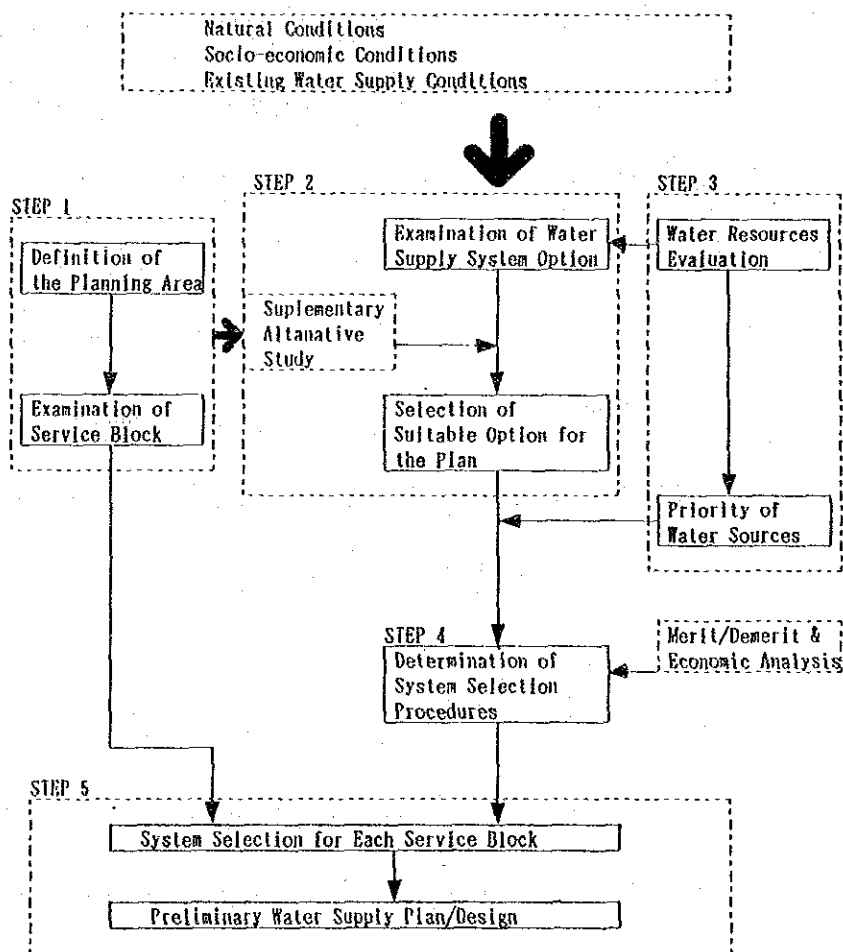 Natural Conditions
Socio-economic Conditions
Existing Water Supply Conditions
STEP 1
Definition of
the Planning Area
Examination of
Service Block
STEP 2
Examination of Water
Supply System Option
Suplementary
Altanative
Study
Selection of
Suitable Option for
the Plan
STEP 3
Water Resources
Evaluation
Priority of
Water Sources
STEP 4
Determination of
System Selection
Procedures
Merit/Demerit &
Economic Analysis
STEP 5
System Selection for Each Service Block
Preliminary Water Supply Plan/Design